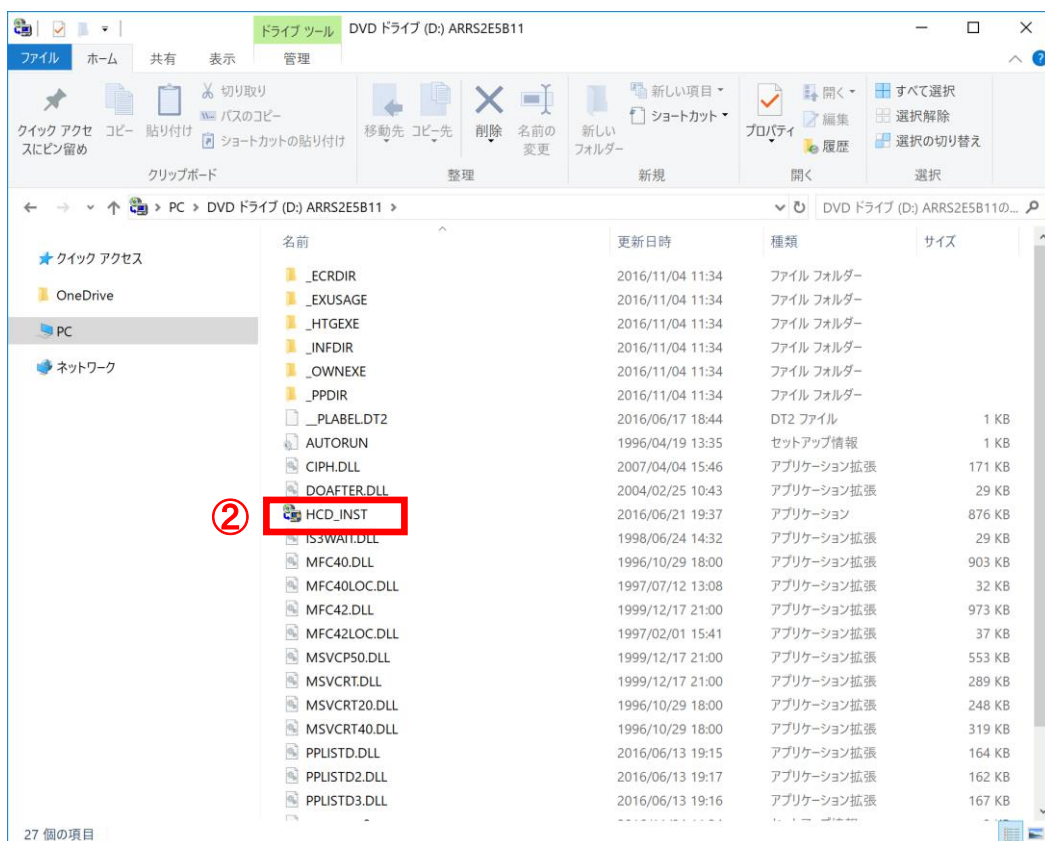 ドライブ ツール DVD ドライブ (D:) ARRS2E5B11
ファイル ホーム 共有 表示 管理
クイック アクセスにピン留め
コピー
貼り付け
切り取り
パスのコピー
ショートカットの貼り付け
移動先 コピー先 削除 名前の変更
新しいフォルダー
新しい項目
ショートカット
プロパティ
開く
編集
履歴
すべて選択
選択解除
選択の切り替え
クリップボード 整理 新規 開く 選択
PC > DVD ドライブ (D:) ARRS2E5B11 > DVD ドライブ (D:) ARRS2E5B11の...
クイック アクセス
OneDrive
PC
ネットワーク
名前 更新日時 種類 サイズ
_ECRDIR 2016/11/04 11:34 ファイル フォルダー
_EXUSAGE 2016/11/04 11:34 ファイル フォルダー
_HTGEXE 2016/11/04 11:34 ファイル フォルダー
_INFDIR 2016/11/04 11:34 ファイル フォルダー
_OWNEXE 2016/11/04 11:34 ファイル フォルダー
_PPDIR 2016/11/04 11:34 ファイル フォルダー
__PLABEL.DT2 2016/06/17 18:44 DT2 ファイル 1 KB
AUTORUN 1996/04/19 13:35 セットアップ情報 1 KB
CIPH.DLL 2007/04/04 15:46 アプリケーション拡張 171 KB
DOAFTER.DLL 2004/02/25 10:43 アプリケーション拡張 29 KB
② HCD_INST 2016/06/21 19:37 アプリケーション 876 KB
IS3WAIT.DLL 1998/06/24 14:32 アプリケーション拡張 29 KB
MFC40.DLL 1996/10/29 18:00 アプリケーション拡張 903 KB
MFC40LOC.DLL 1997/07/12 13:08 アプリケーション拡張 32 KB
MFC42.DLL 1999/12/17 21:00 アプリケーション拡張 973 KB
MFC42LOC.DLL 1997/02/01 15:41 アプリケーション拡張 37 KB
MSVCP50.DLL 1999/12/17 21:00 アプリケーション拡張 553 KB
MSVCRT.DLL 1999/12/17 21:00 アプリケーション拡張 289 KB
MSVCRT20.DLL 1996/10/29 18:00 アプリケーション拡張 248 KB
MSVCRT40.DLL 1996/10/29 18:00 アプリケーション拡張 319 KB
PPLISTD.DLL 2016/06/13 19:15 アプリケーション拡張 164 KB
PPLISTD2.DLL 2016/06/13 19:17 アプリケーション拡張 162 KB
PPLISTD3.DLL 2016/06/13 19:16 アプリケーション拡張 167 KB
27 個の項目